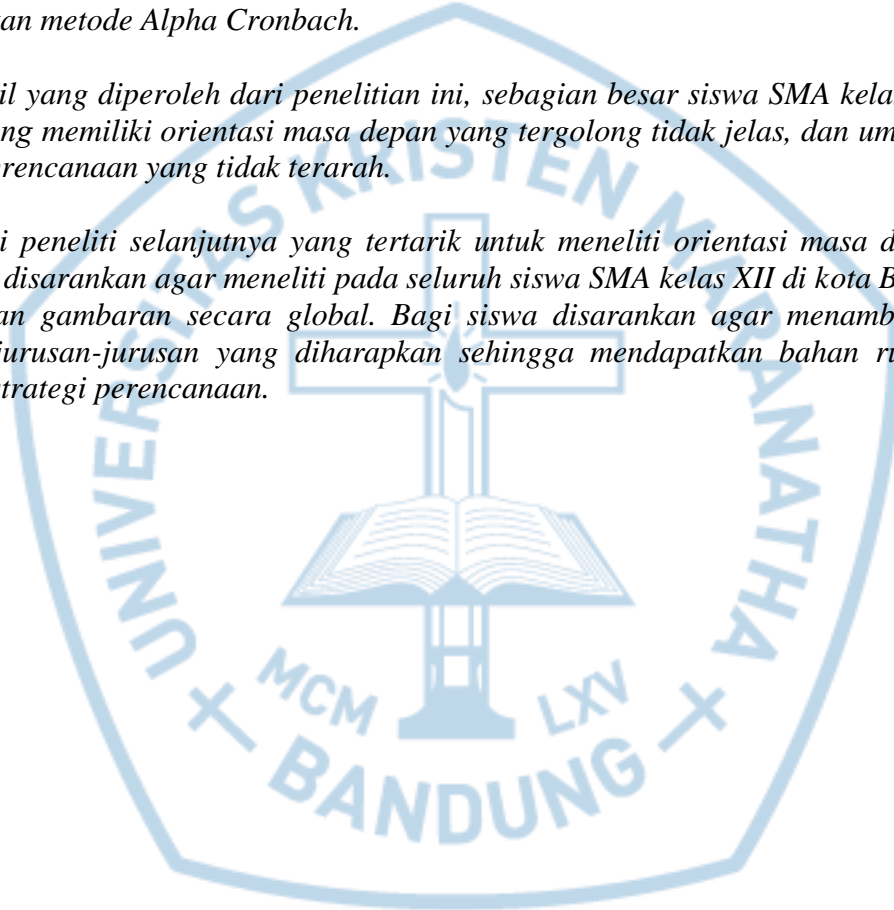 an metode Alpha Cronbach.
il yang diperoleh dari penelitian ini, sebagian besar siswa SMA kela
ng memiliki orientasi masa depan yang tergolong tidak jelas, dan um
erencanaan yang tidak terarah.
i peneliti selanjutnya yang tertarik untuk meneliti orientasi masa d
disarankan agar meneliti pada seluruh siswa SMA kelas XII di kota B
an gambaran secara global. Bagi siswa disarankan agar menamb
jurusan-jurusan yang diharapkan sehingga mendapatkan bahan ru
trategi perencanaan.
UNIVERSITAS KRISTEN MARANATHA
MCM LXV
BANDUNG